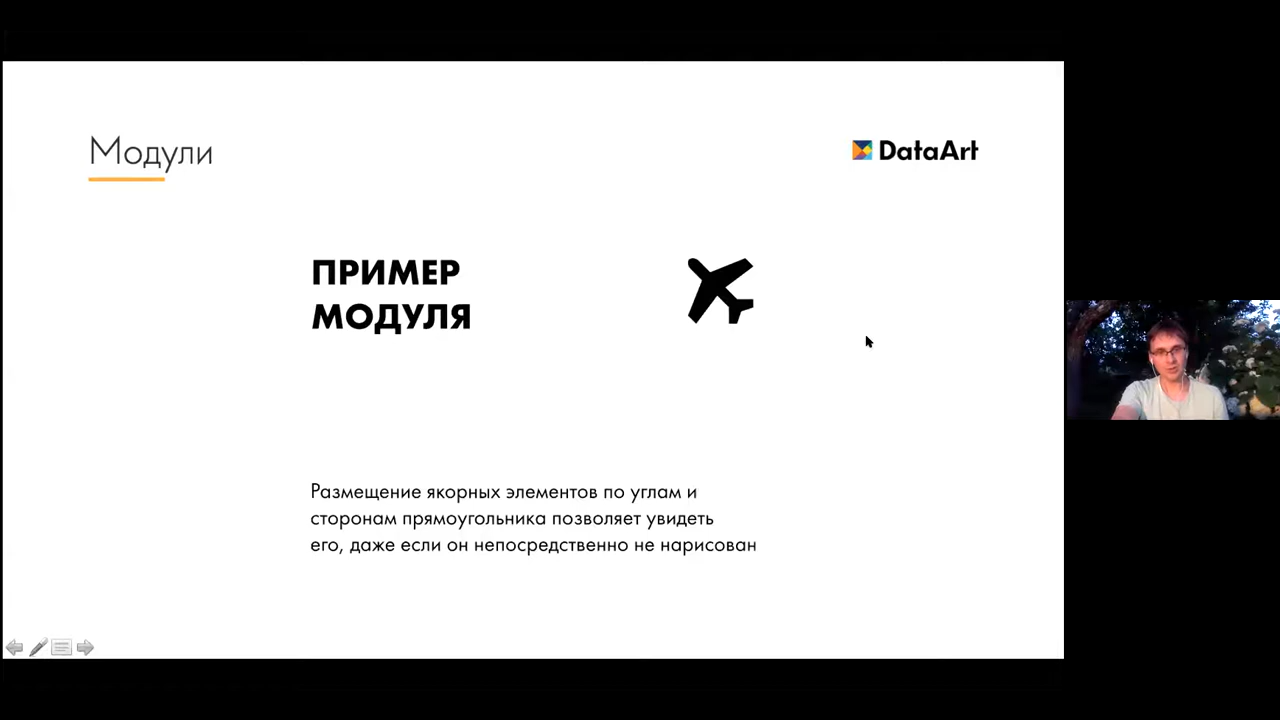 Модули
DataArt
ПРИМЕР
МОДУЛЯ
Размещение якорных элементов по углам и
сторонам прямоугольника позволяет увидеть
его, даже если он непосредственно не нарисован